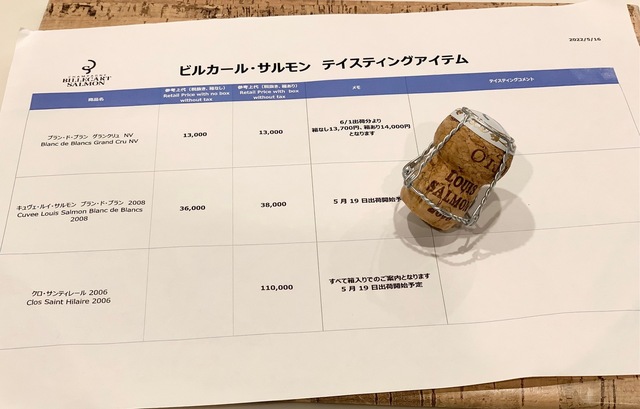 2022/5/16
CHAMPAGNE
BILLECART
SALMON
ビルカール・サルモン テイスティングアイテム
商品名
参考上代（税抜き、箱なし）
Retail Price with no box
without tax
参考上代（税抜き、箱あり）
Retail Price with box
without tax
メモ
テイスティングコメント
ブラン・ド・ブラン グランクリュ NV
Blanc de Blancs Grand Cru NV
13,000
13,000
6/1出荷分より
箱なし13,700円、箱あり14,000円
となります
キュヴェ・ルイ・サルモン ブラン・ド・ブラン 2008
Cuvee Louis Salmon Blanc de Blancs
2008
36,000
38,000
5 月 19 日出荷開始予
クロ・サンティレール 2006
Clos Saint Hilaire 2006
110,000
すべて箱入りでのご案内となります
5 月 19 日出荷開始予定
LOUIS
SALMON